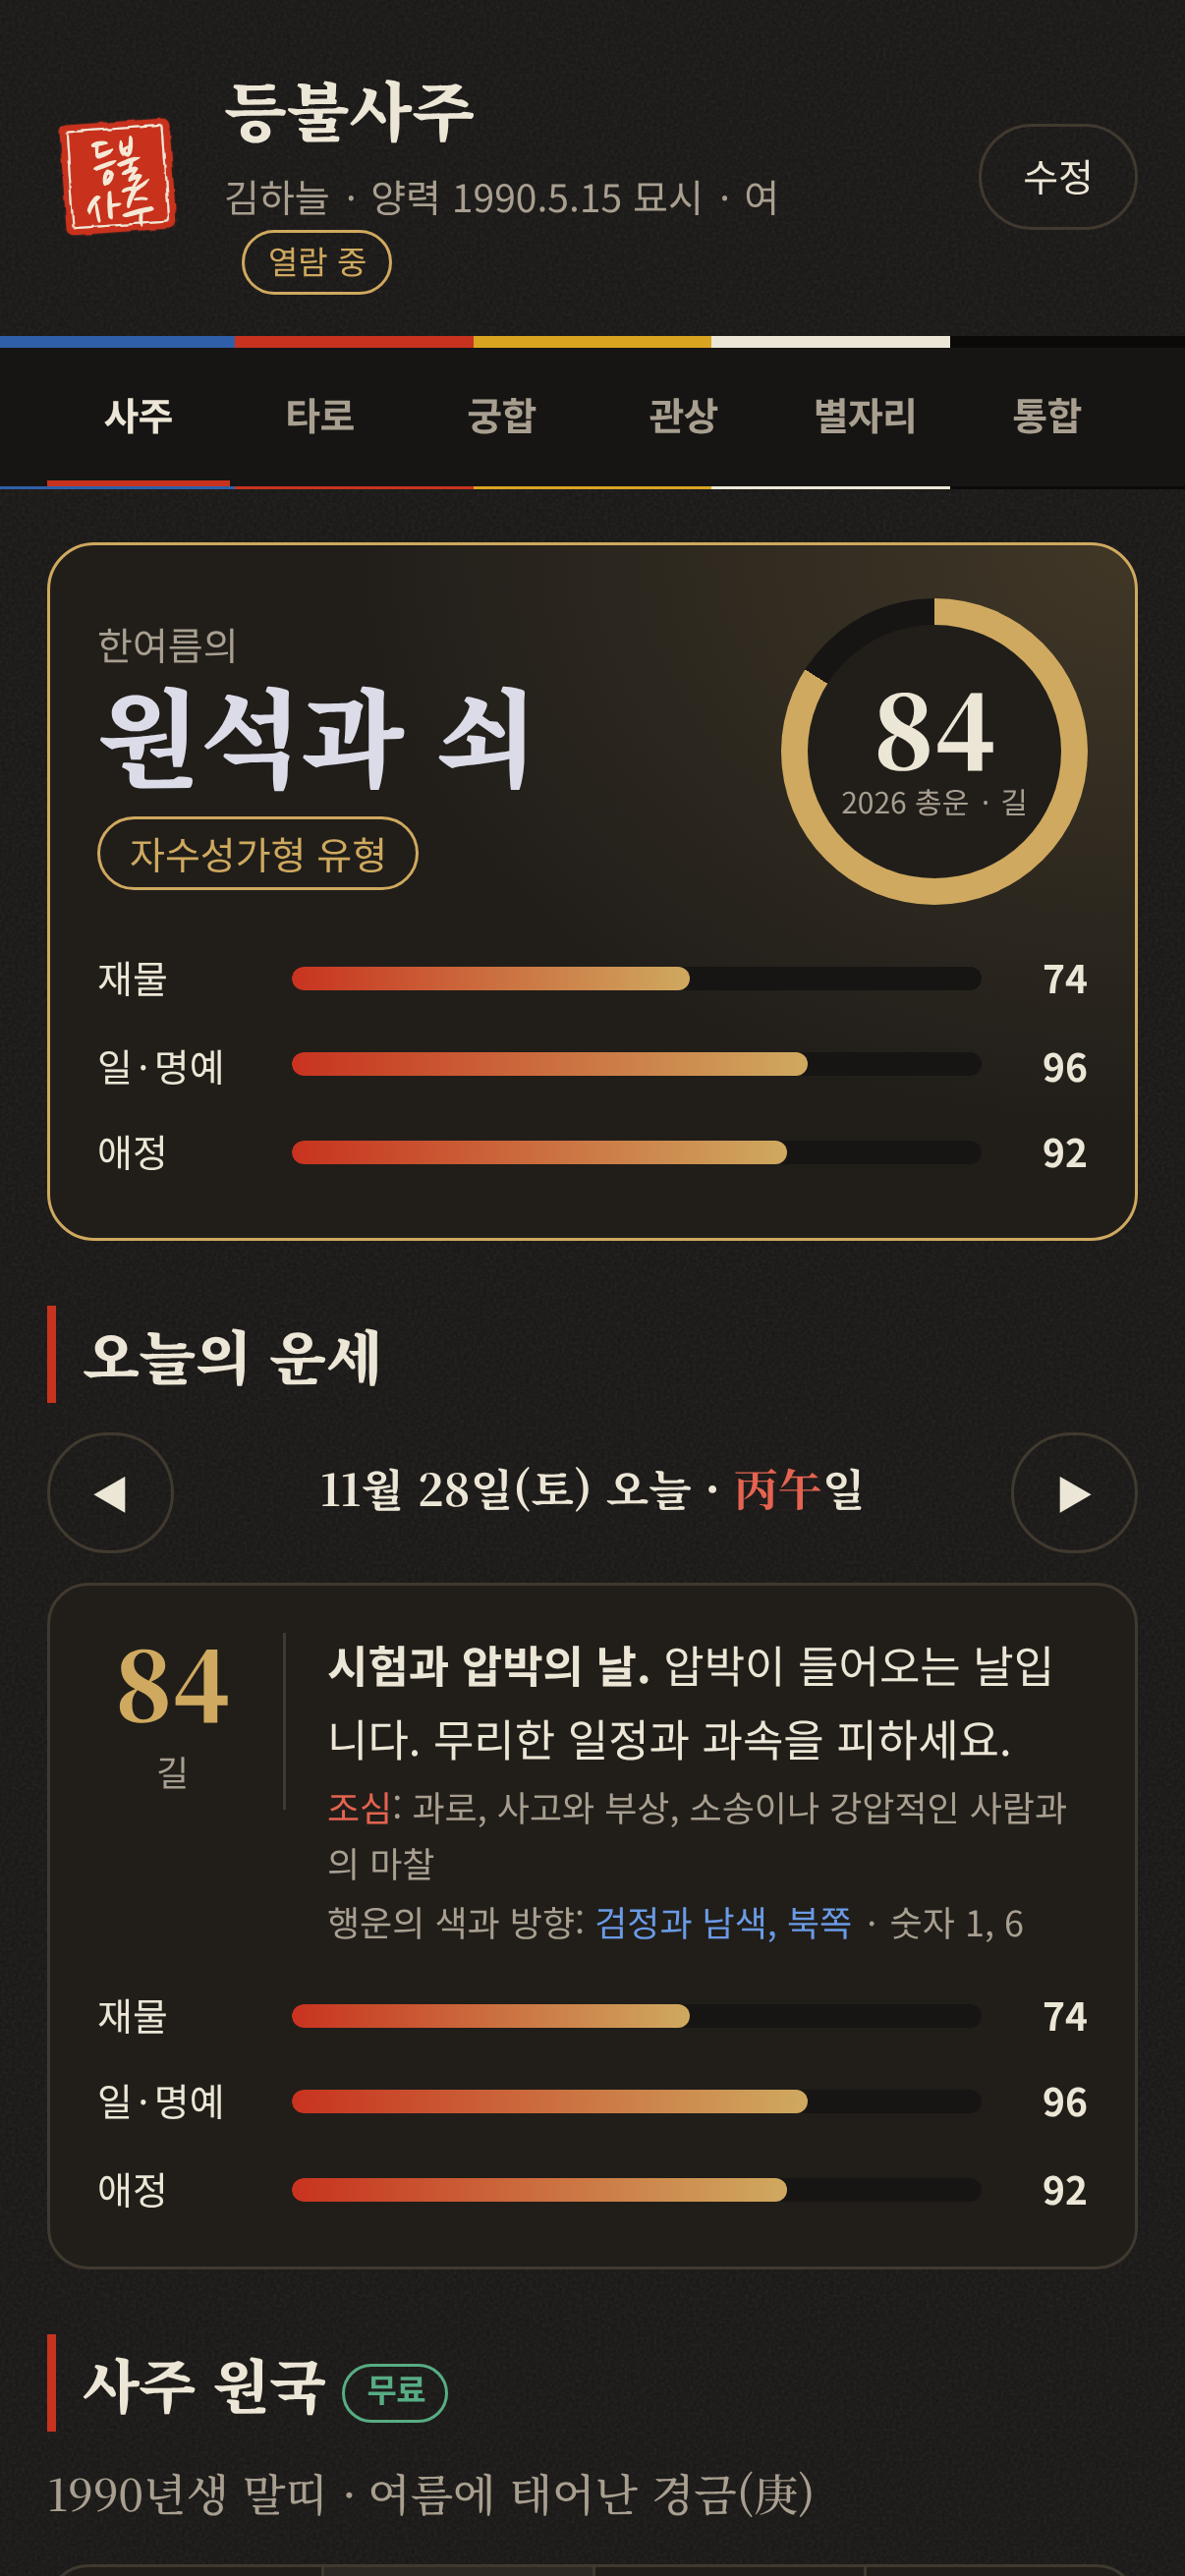 등불
사주
등불사주
김하늘 · 양력 1990.5.15 묘시 · 여
열람 중
수정
사주 타로 궁합 관상 별자리 통합
한여름의
원석과 쇠
자수성가형 유형
84
2026 총운 · 길
재물 74
일·명예 96
애정 92
오늘의 운세
◀ 11월 28일(토) 오늘 · 丙午일 ▶
84
길
시험과 압박의 날. 압박이 들어오는 날입
니다. 무리한 일정과 과속을 피하세요.
조심: 과로, 사고와 부상, 소송이나 강압적인 사람과
의 마찰
행운의 색과 방향: 검정과 남색, 북쪽 · 숫자 1, 6
재물 74
일·명예 96
애정 92
사주 원국 무료
1990년생 말띠 · 여름에 태어난 경금(庚)